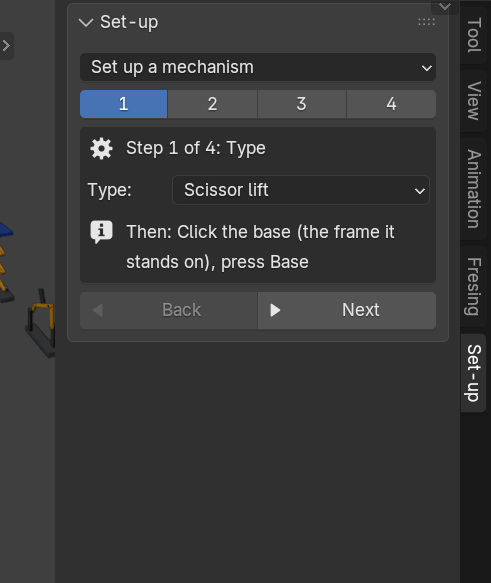 Set-up
Set up a mechanism
1 2 3 4
Step 1 of 4: Type
Type: Scissor lift
Then: Click the base (the frame it
stands on), press Base
Back Next
Tool
View
Animation
Fresing
Set-up